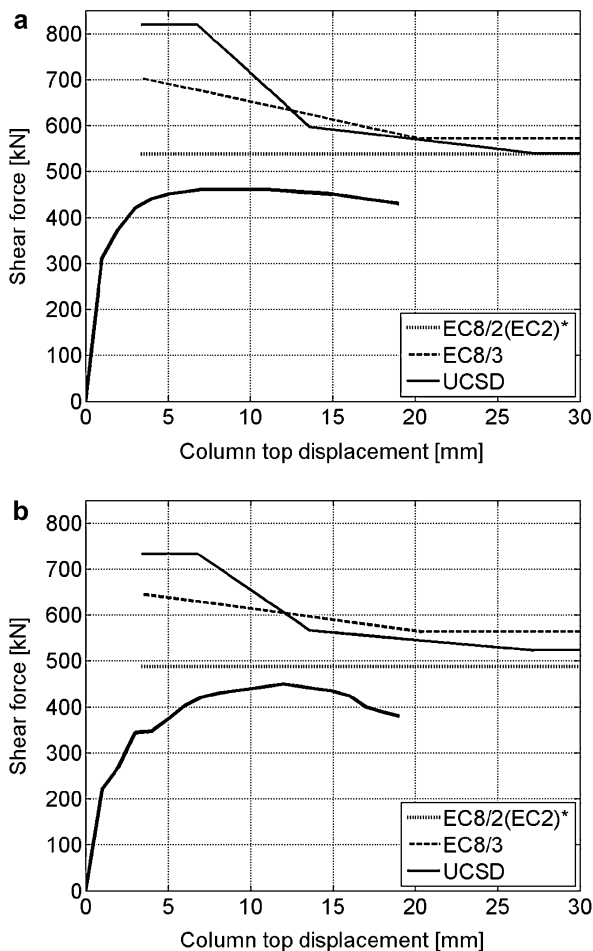 a
Shear force [kN]
800
700
600
500
400
300
200
100
0
EC8/2(EC2)*
EC8/3
UCSD
0 5 10 15 20 25 30
Column top displacement [mm]
b
Shear force [kN]
800
700
600
500
400
300
200
100
0
EC8/2(EC2)*
EC8/3
UCSD
0 5 10 15 20 25 30
Column top displacement [mm]